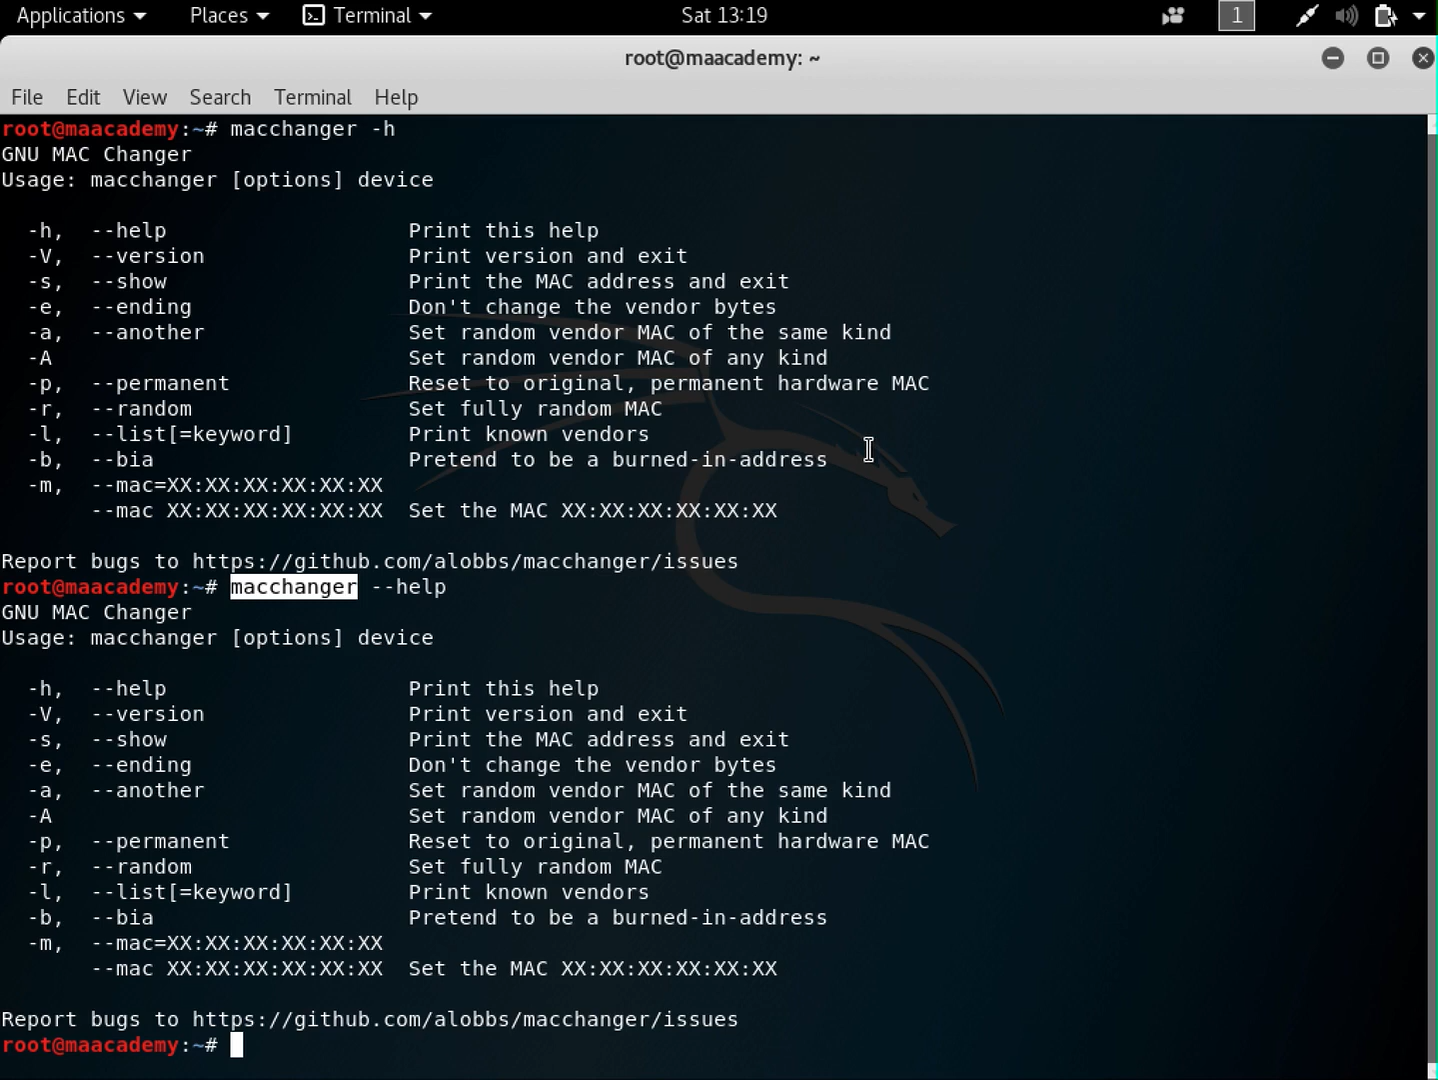 Applications Places Terminal Sat 13:19 1
root@maacademy: ~
File Edit View Search Terminal Help
root@maacademy:~# macchanger -h
GNU MAC Changer
Usage: macchanger [options] device
-h, --help Print this help
-V, --version Print version and exit
-s, --show Print the MAC address and exit
-e, --ending Don't change the vendor bytes
-a, --another Set random vendor MAC of the same kind
-A Set random vendor MAC of any kind
-p, --permanent Reset to original, permanent hardware MAC
-r, --random Set fully random MAC
-l, --list[=keyword] Print known vendors
-b, --bia Pretend to be a burned-in-address
-m, --mac=XX:XX:XX:XX:XX:XX
--mac XX:XX:XX:XX:XX:XX Set the MAC XX:XX:XX:XX:XX:XX
Report bugs to https://github.com/alobbs/macchanger/issues
root@maacademy:~# macchanger --help
GNU MAC Changer
Usage: macchanger [options] device
-h, --help Print this help
-V, --version Print version and exit
-s, --show Print the MAC address and exit
-e, --ending Don't change the vendor bytes
-a, --another Set random vendor MAC of the same kind
-A Set random vendor MAC of any kind
-p, --permanent Reset to original, permanent hardware MAC
-r, --random Set fully random MAC
-l, --list[=keyword] Print known vendors
-b, --bia Pretend to be a burned-in-address
-m, --mac=XX:XX:XX:XX:XX:XX
--mac XX:XX:XX:XX:XX:XX Set the MAC XX:XX:XX:XX:XX:XX
Report bugs to https://github.com/alobbs/macchanger/issues
root@maacademy:~#